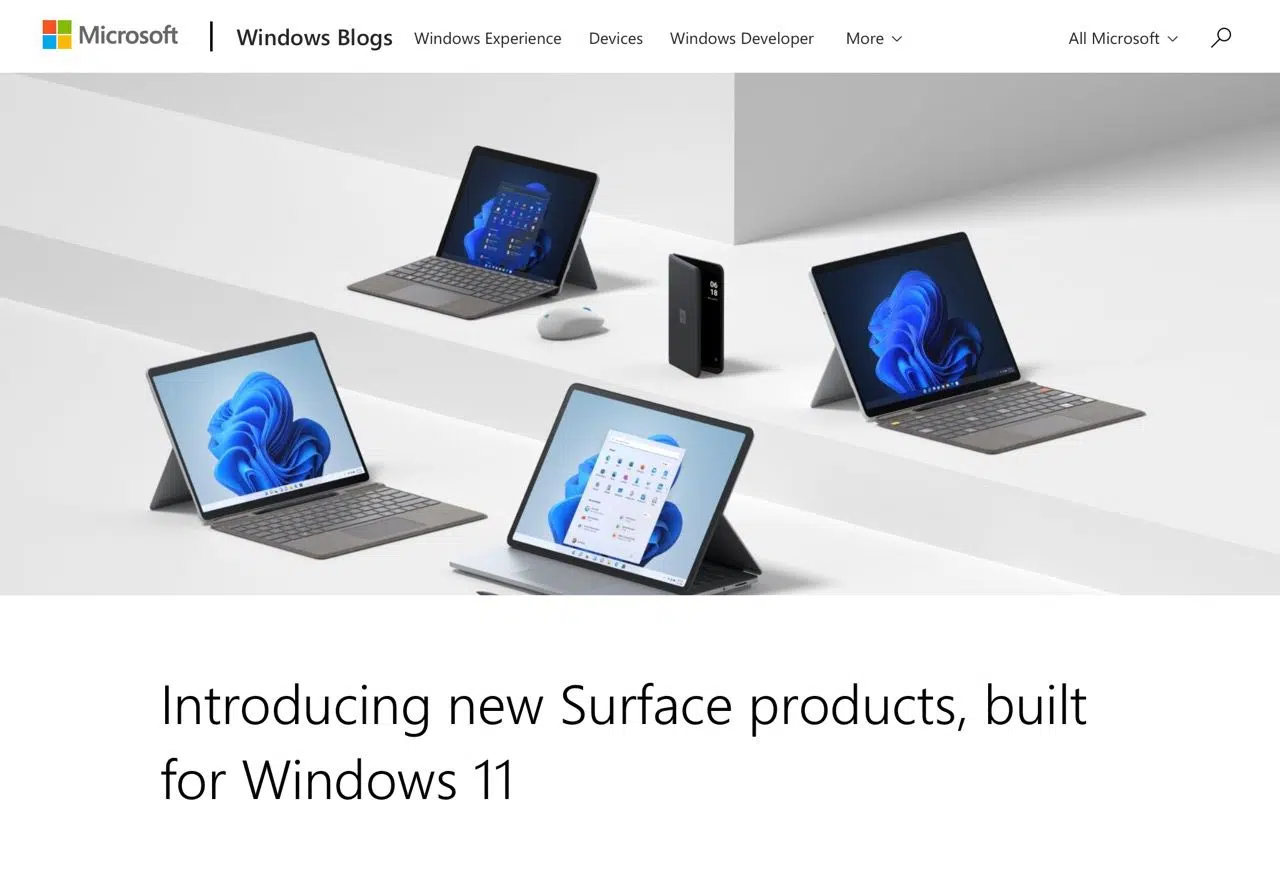 Microsoft
Windows Blogs
Windows Experience
Devices
Windows Developer
More
All Microsoft
06
18
Introducing new Surface products, built
for Windows 11